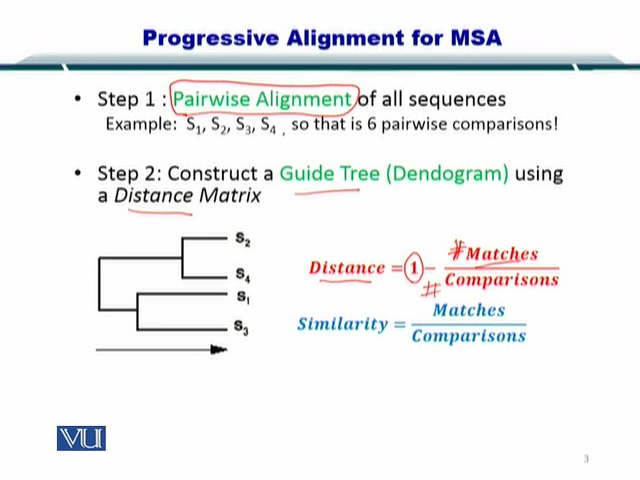 Progressive Alignment for MSA
• Step 1 : Pairwise Alignment of all sequences
Example: S₁, S₂, S₃, S₄ , so that is 6 pairwise comparisons!
• Step 2: Construct a Guide Tree (Dendogram) using
a Distance Matrix
S₂
S₄
S₁
S₃
Distance = 1 - # Matches
# Comparisons
Similarity = Matches
Comparisons
VU
3